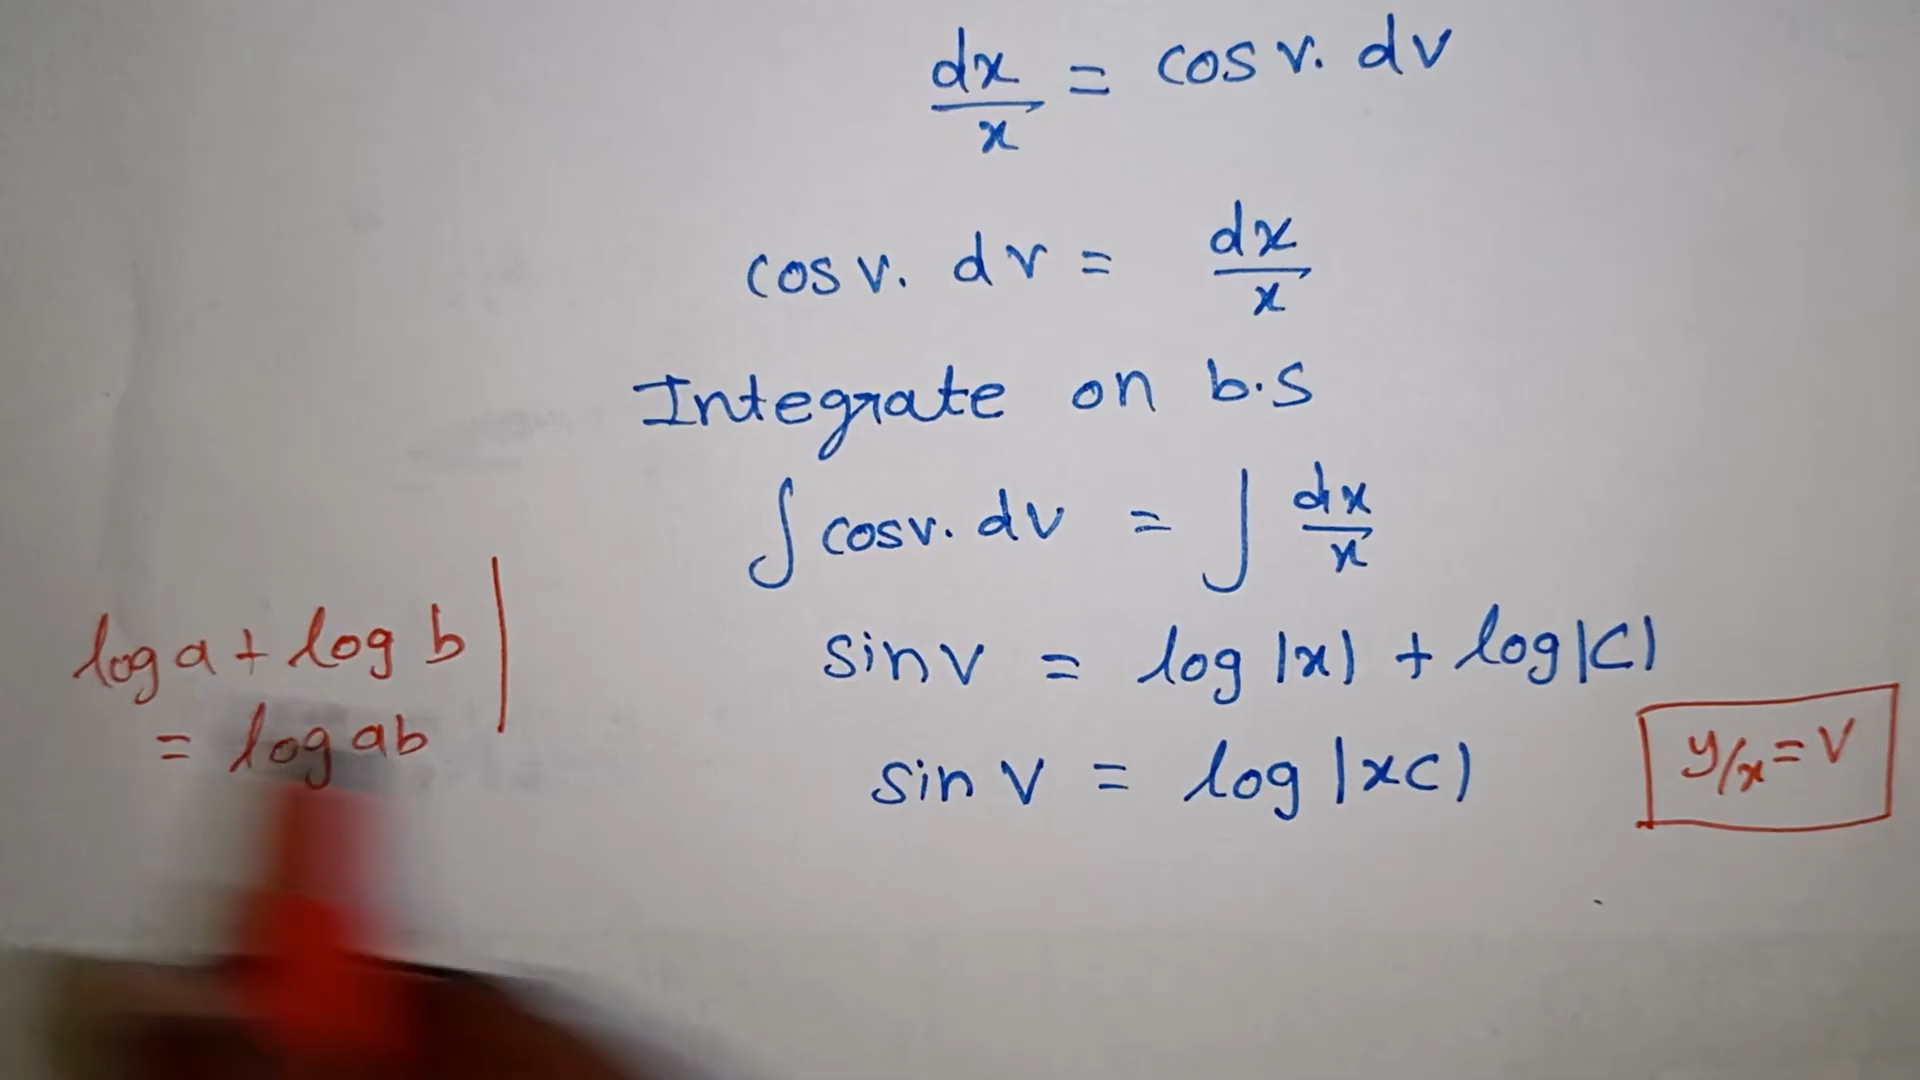 dx/x = cos v. dv
cos v. dv = dx/x
Integrate on b.s
∫ cosv. dv = ∫ dx/x
sin v = log |x| + log |c|
sin v = log |xc|
y/x = v
log a + log b
= log ab